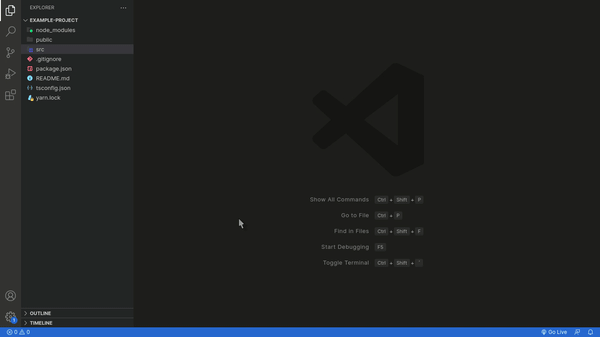 EXPLORER
EXAMPLE-PROJECT
node_modules
public
src
.gitignore
package.json
README.md
tsconfig.json
yarn.lock
Show All Commands Ctrl + Shift + P
Go to File Ctrl + P
Find in Files Ctrl + Shift + F
Start Debugging F5
Toggle Terminal Ctrl + Shift +
OUTLINE
TIMELINE
0 0 Go Live